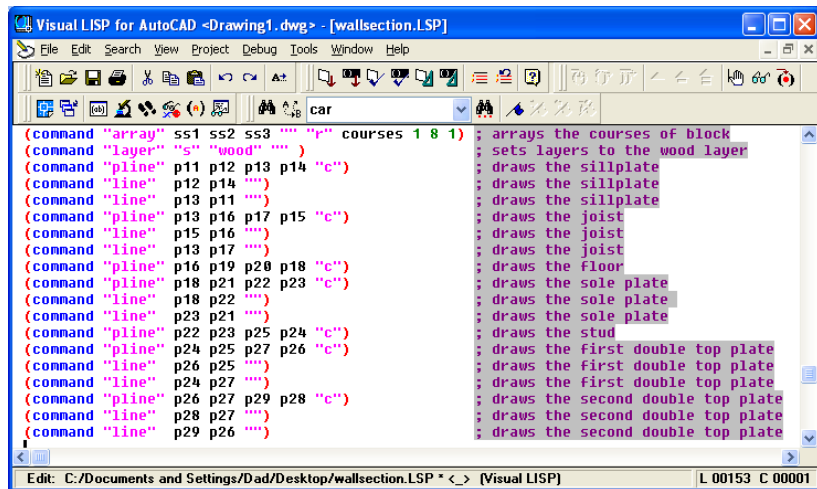 Visual LISP for AutoCAD <Drawing1.dwg> - [wallsection.LSP]
File Edit Search View Project Debug Tools Window Help
car
(command "array" ss1 ss2 ss3 "" "r" courses 1 8 1) ; arrays the courses of block
(command "layer" "s" "wood" "" ) ; sets layers to the wood layer
(command "pline" p11 p12 p13 p14 "c") ; draws the sillplate
(command "line" p12 p14 "") ; draws the sillplate
(command "line" p13 p11 "") ; draws the sillplate
(command "pline" p13 p16 p17 p15 "c") ; draws the joist
(command "line" p15 p16 "") ; draws the joist
(command "line" p13 p17 "") ; draws the joist
(command "pline" p16 p19 p20 p18 "c") ; draws the floor
(command "pline" p18 p21 p22 p23 "c") ; draws the sole plate
(command "line" p18 p22 "") ; draws the sole plate
(command "line" p23 p21 "") ; draws the sole plate
(command "pline" p22 p23 p25 p24 "c") ; draws the stud
(command "pline" p24 p25 p27 p26 "c") ; draws the first double top plate
(command "line" p26 p25 "") ; draws the first double top plate
(command "line" p24 p27 "") ; draws the first double top plate
(command "pline" p26 p27 p29 p28 "c") ; draws the second double top plate
(command "line" p28 p27 "") ; draws the second double top plate
(command "line" p29 p26 "") ; draws the second double top plate
Edit: C:/Documents and Settings/Dad/Desktop/wallsection.LSP * <_> (Visual LISP) L 00153 C 00001